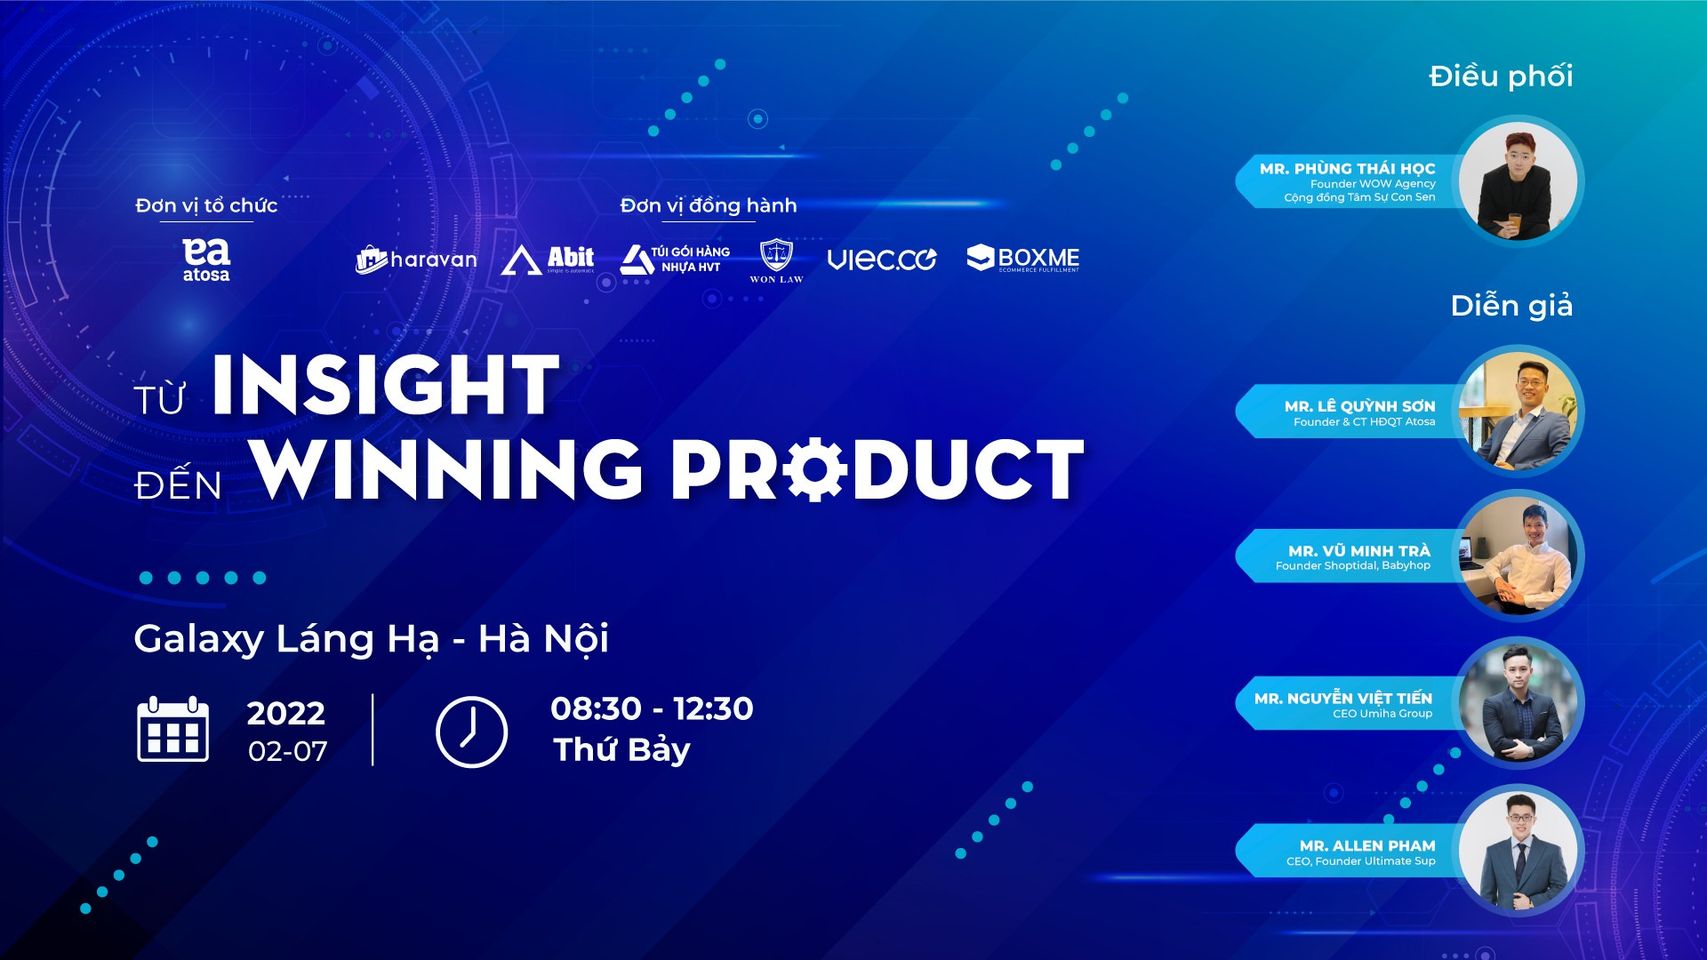 Đơn vị tổ chức
atosa
Đơn vị đồng hành
haravan
Abit
simple is automatic
TÚI GÓI HÀNG
NHỰA HVT
WON LAW
VIEC.CO
BOXME
ECOMMERCE FULFILLMENT
TỪ INSIGHT
ĐẾN WINNING PRODUCT
Galaxy Láng Hạ - Hà Nội
2022
02-07
08:30 - 12:30
Thứ Bảy
Điều phối
MR. PHÙNG THÁI HỌC
Founder WOW Agency
Cộng đồng Tâm Sự Con Sen
Diễn giả
MR. LÊ QUỲNH SƠN
Founder & CT HĐQT Atosa
MR. VŨ MINH TRÀ
Founder Shoptidal, Babyhop
MR. NGUYỄN VIỆT TIẾN
CEO Umiha Group
MR. ALLEN PHAM
CEO, Founder Ultimate Sup